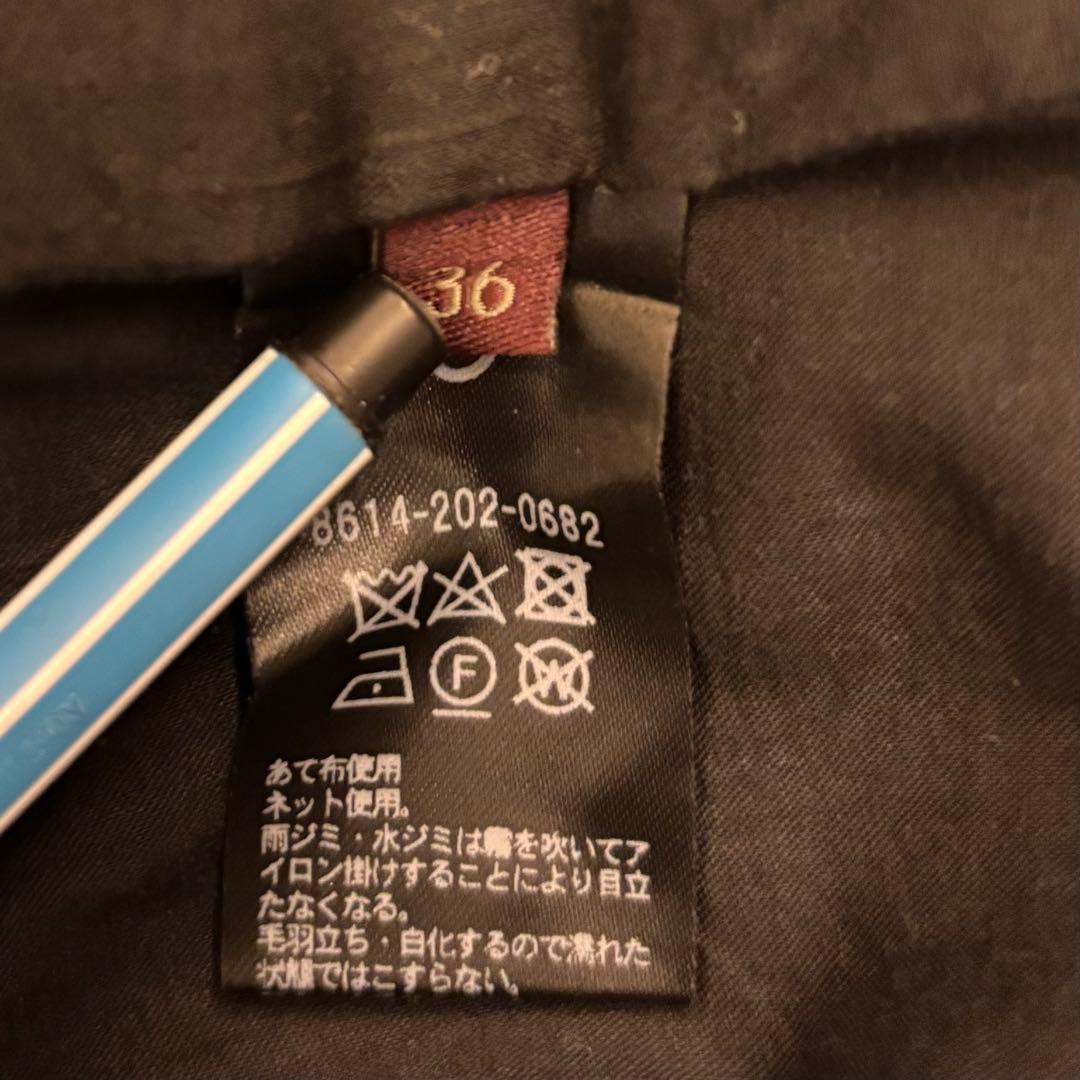 36
8614-202-0682
F
W
あて布使用
ネット使用。
雨ジミ・水ジミは霧を吹いてア
イロン掛けすることにより目立
たなくなる。
毛羽立ち・白化するので濡れた
状態ではこすらない。